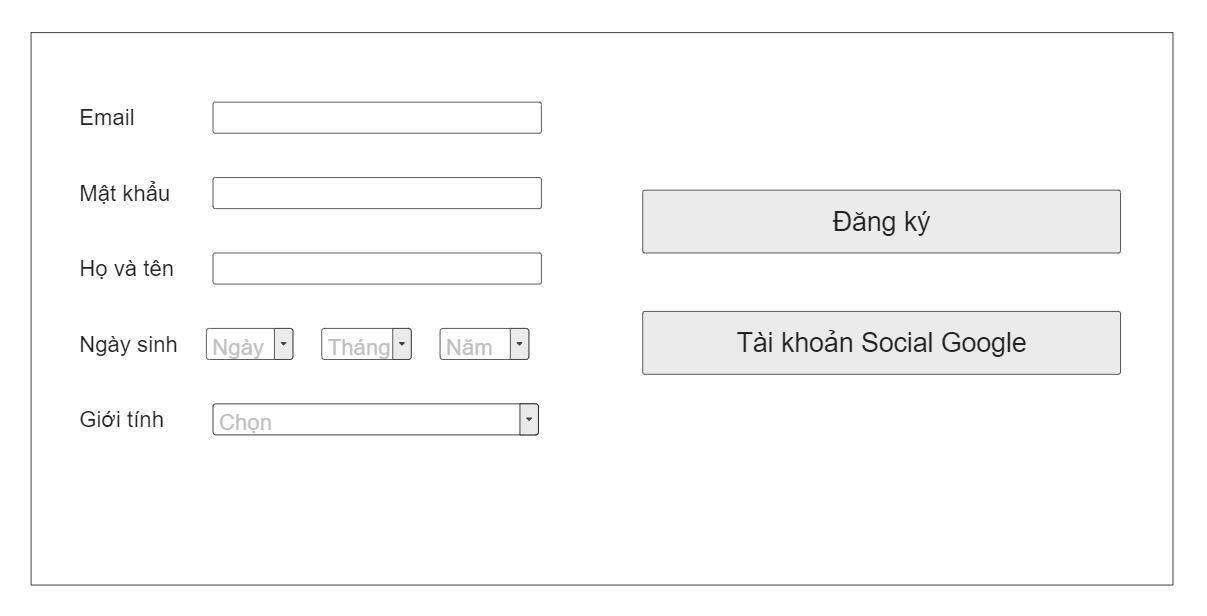 Email
Mật khẩu
Họ và tên
Ngày sinh Ngày Tháng Năm
Giới tính Chọn
Đăng ký
Tài khoản Social Google